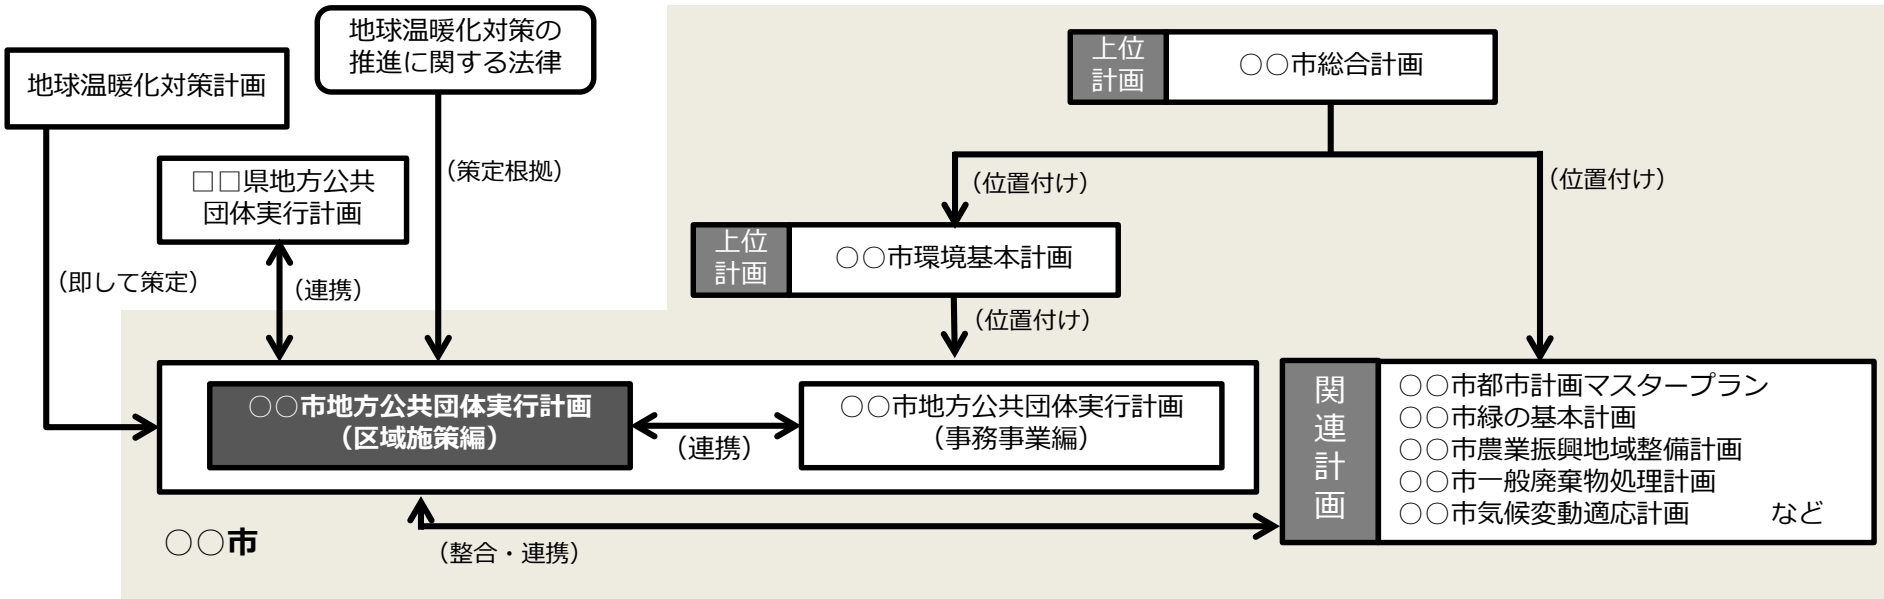 地球温暖化対策の
推進に関する法律
地球温暖化対策計画
上位
計画
○○市総合計画
(策定根拠)
□□県地方公共
団体実行計画
(位置付け)
(位置付け)
上位
計画
○○市環境基本計画
(即して策定)
(連携)
(位置付け)
○○市地方公共団体実行計画
(区域施策編)
(連携)
○○市地方公共団体実行計画
(事務事業編)
関
連
計
画
○○市都市計画マスタープラン
○○市緑の基本計画
○○市農業振興地域整備計画
○○市一般廃棄物処理計画
○○市気候変動適応計画 など
○○市
(整合・連携)